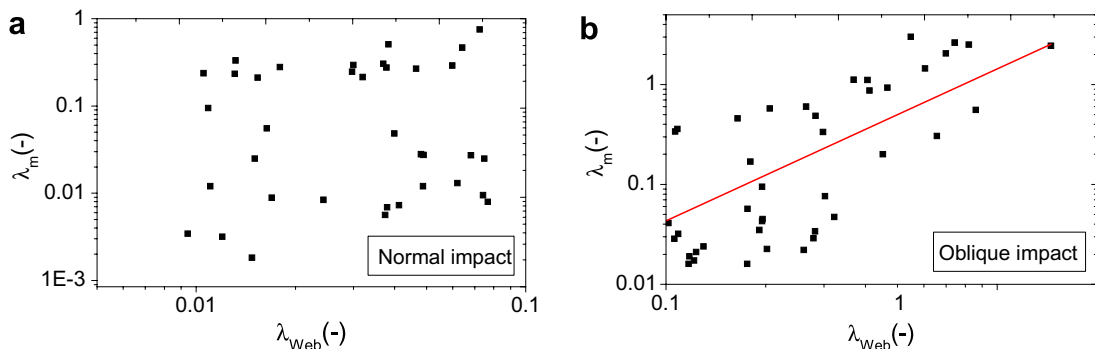 a
1
0.1
0.01
1E-3
λm(-)
Normal impact
0.01
0.1
λWeb(-)
b
1
0.1
0.01
λm(-)
Oblique impact
0.1
1
λWeb(-)